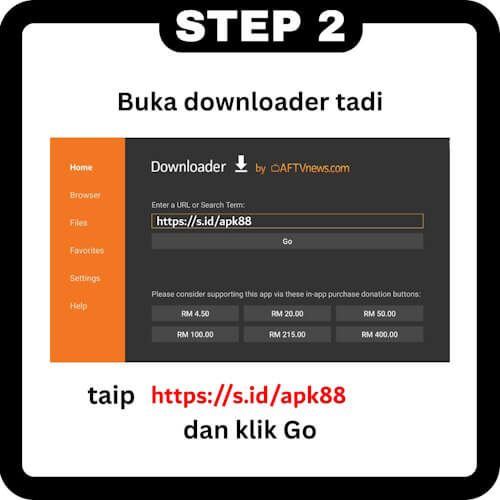 STEP 2
Buka downloader tadi
Home
Browser
Files
Favorites
Settings
Help
Downloader by AFTVnews.com
Enter a URL or Search Term:
https://s.id/apk88
Go
Please consider supporting this app via these in-app purchase donation buttons:
RM 4.50 RM 20.00 RM 50.00
RM 100.00 RM 215.00 RM 400.00
taip https://s.id/apk88
dan klik Go